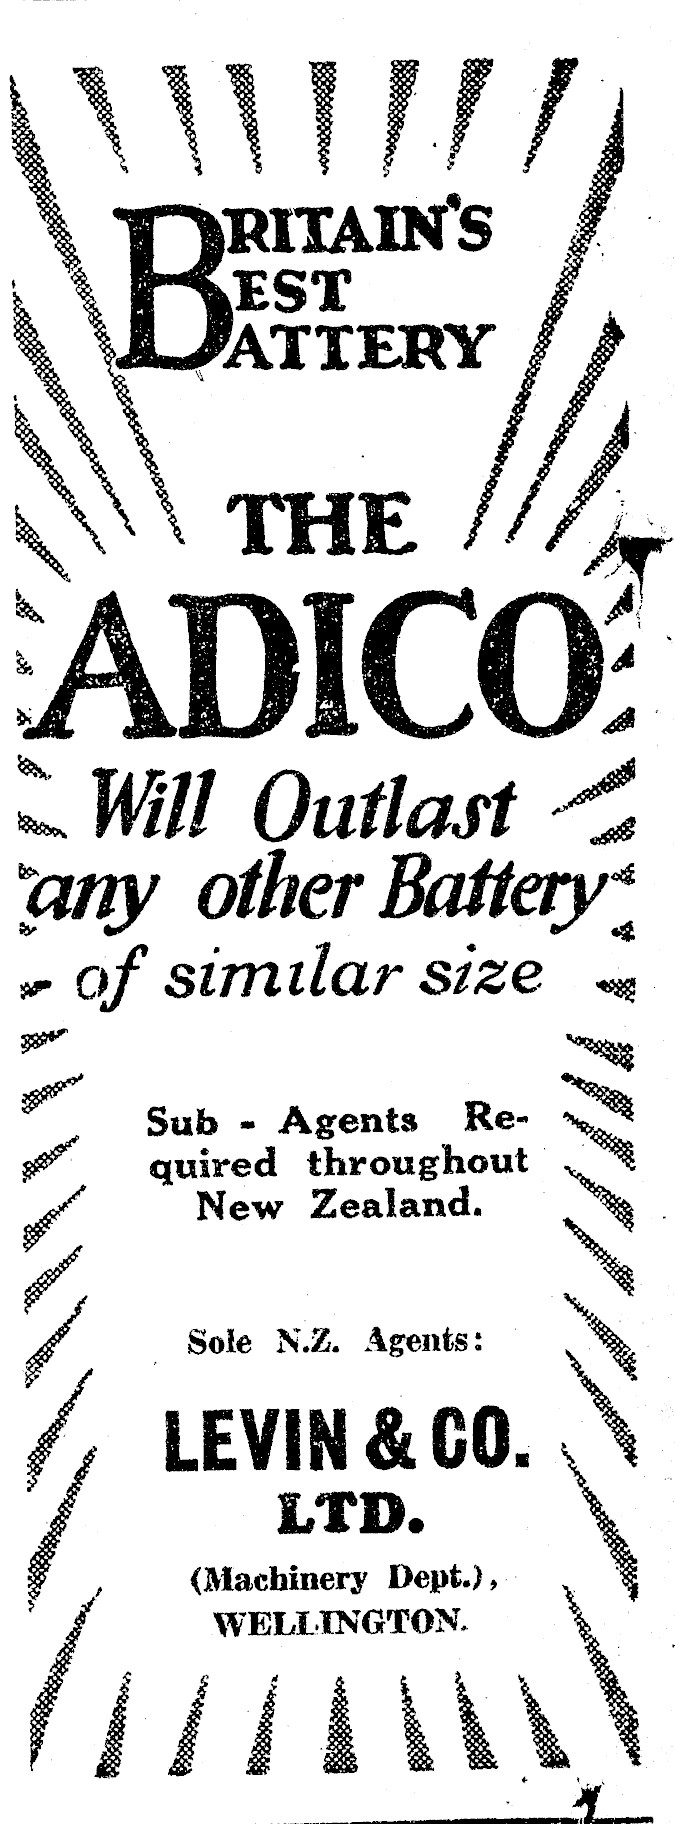 BRITAIN'S
BEST
BATTERY
THE
ADICO
Will Outlast
any other Battery
of similar size
Sub - Agents Re-
quired throughout
New Zealand.
Sole N.Z. Agents:
LEVIN & CO.
LTD.
(Machinery Dept.),
WELLINGTON.